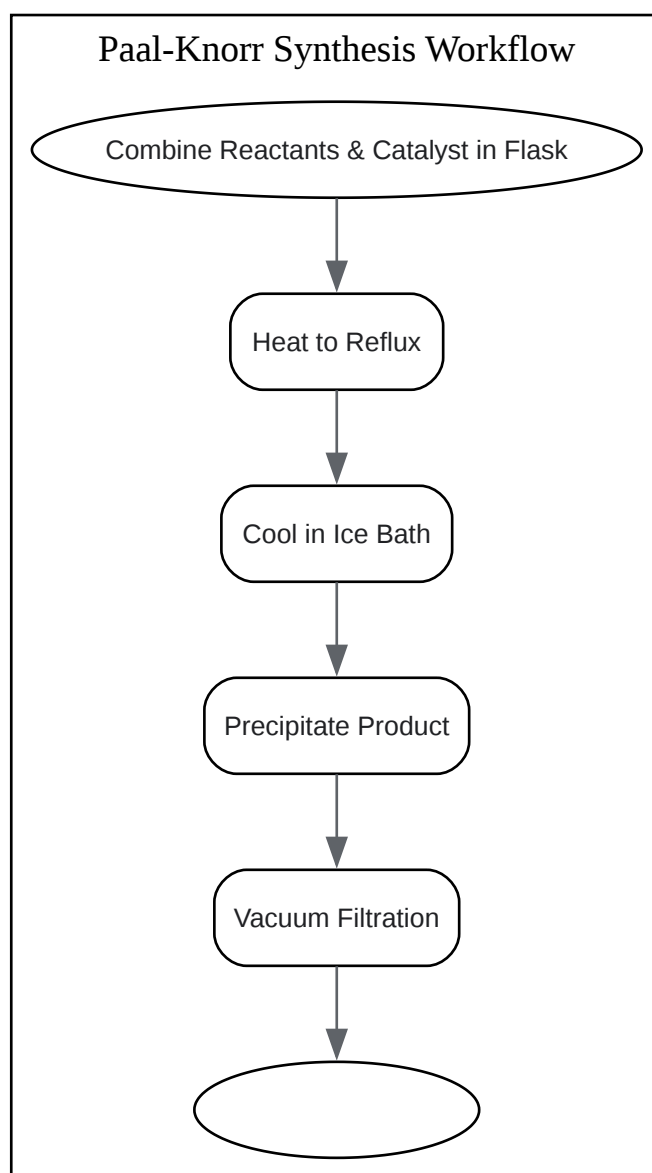 Paal-Knorr Synthesis Workflow
Combine Reactants & Catalyst in Flask
Heat to Reflux
Cool in Ice Bath
Precipitate Product
Vacuum Filtration